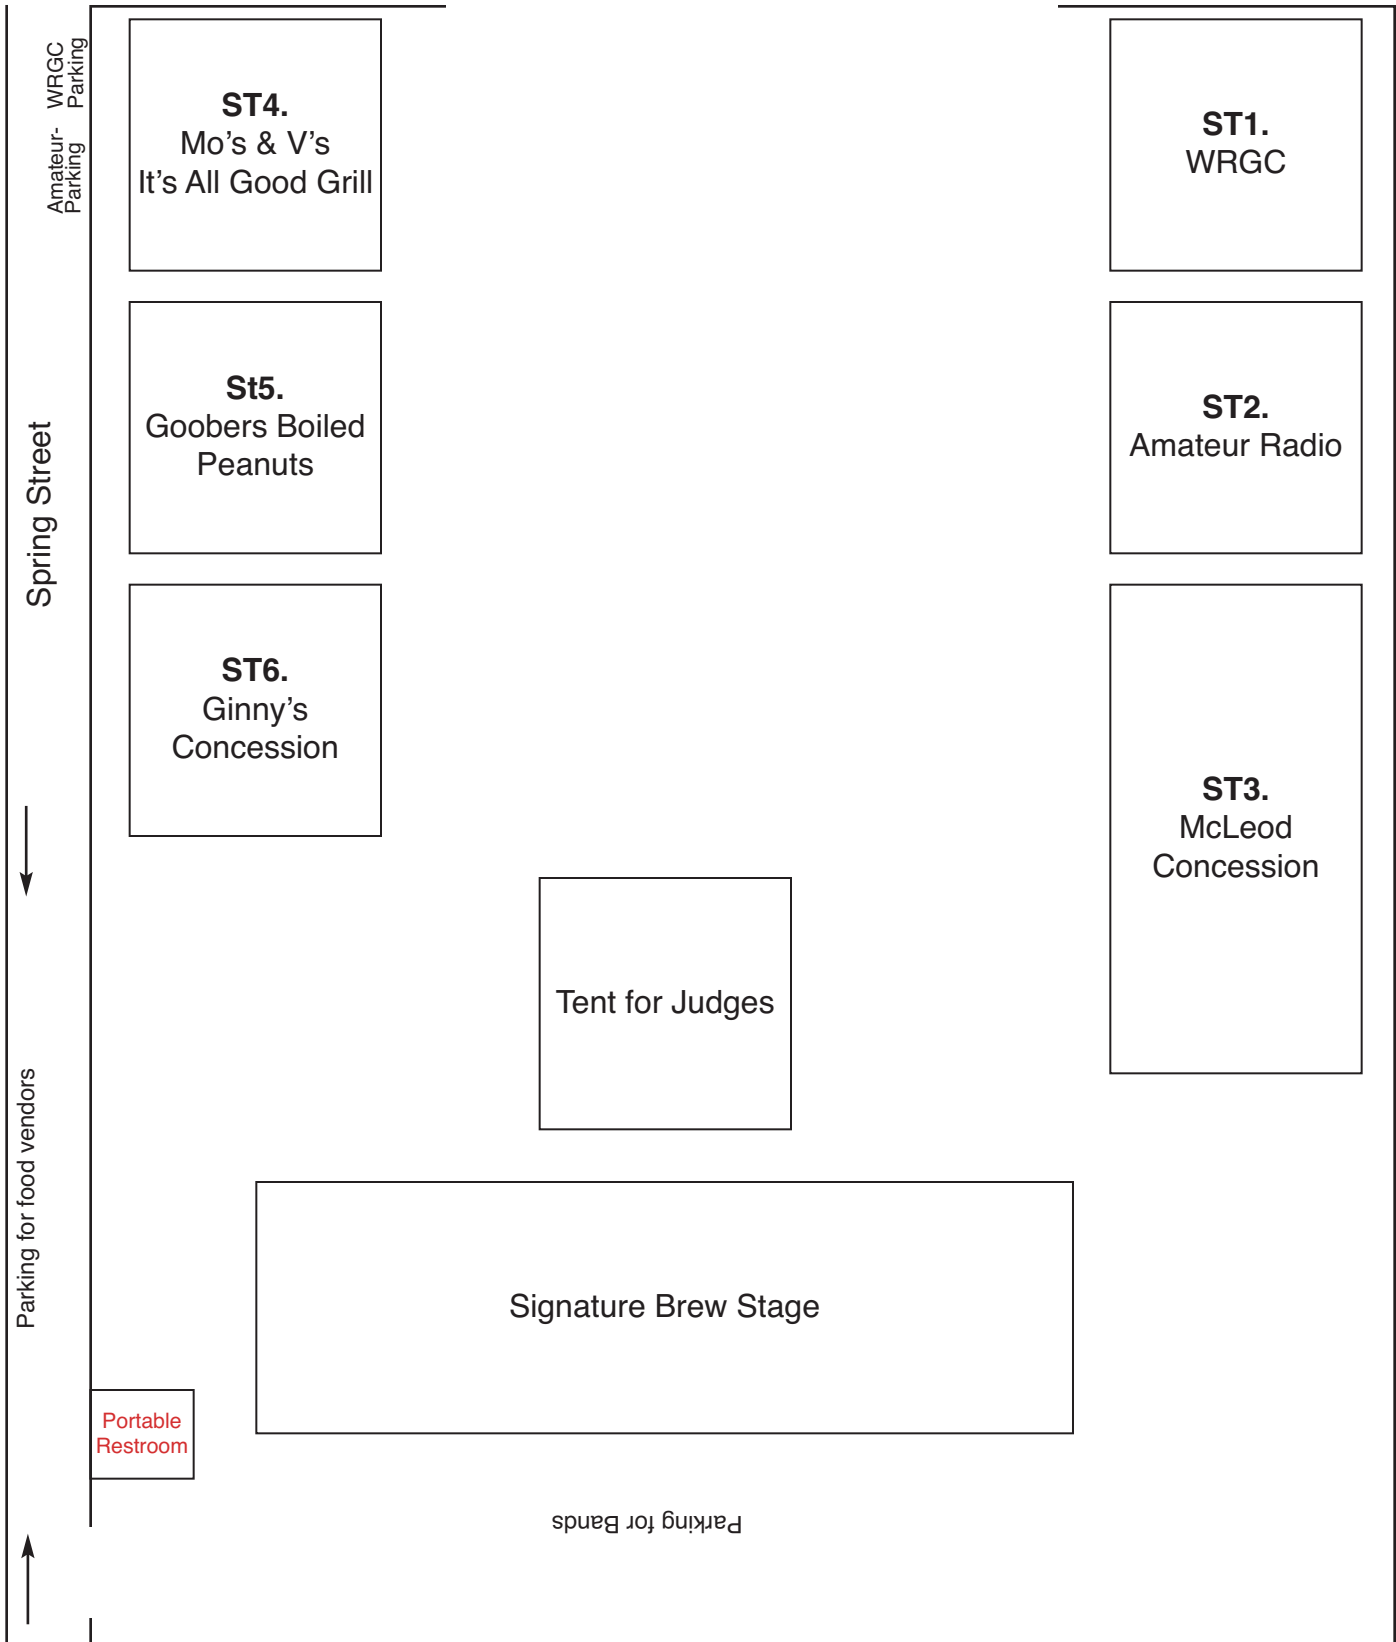 WRGC
Parking
Amateur-
Parking
ST4.
Mo’s & V’s
It’s All Good Grill
ST1.
WRGC
St5.
Goobers Boiled
Peanuts
ST2.
Amateur Radio
Spring Street
ST6.
Ginny’s
Concession
ST3.
McLeod
Concession
Tent for Judges
Parking for food vendors
Signature Brew Stage
Portable
Restroom
Parking for Bands